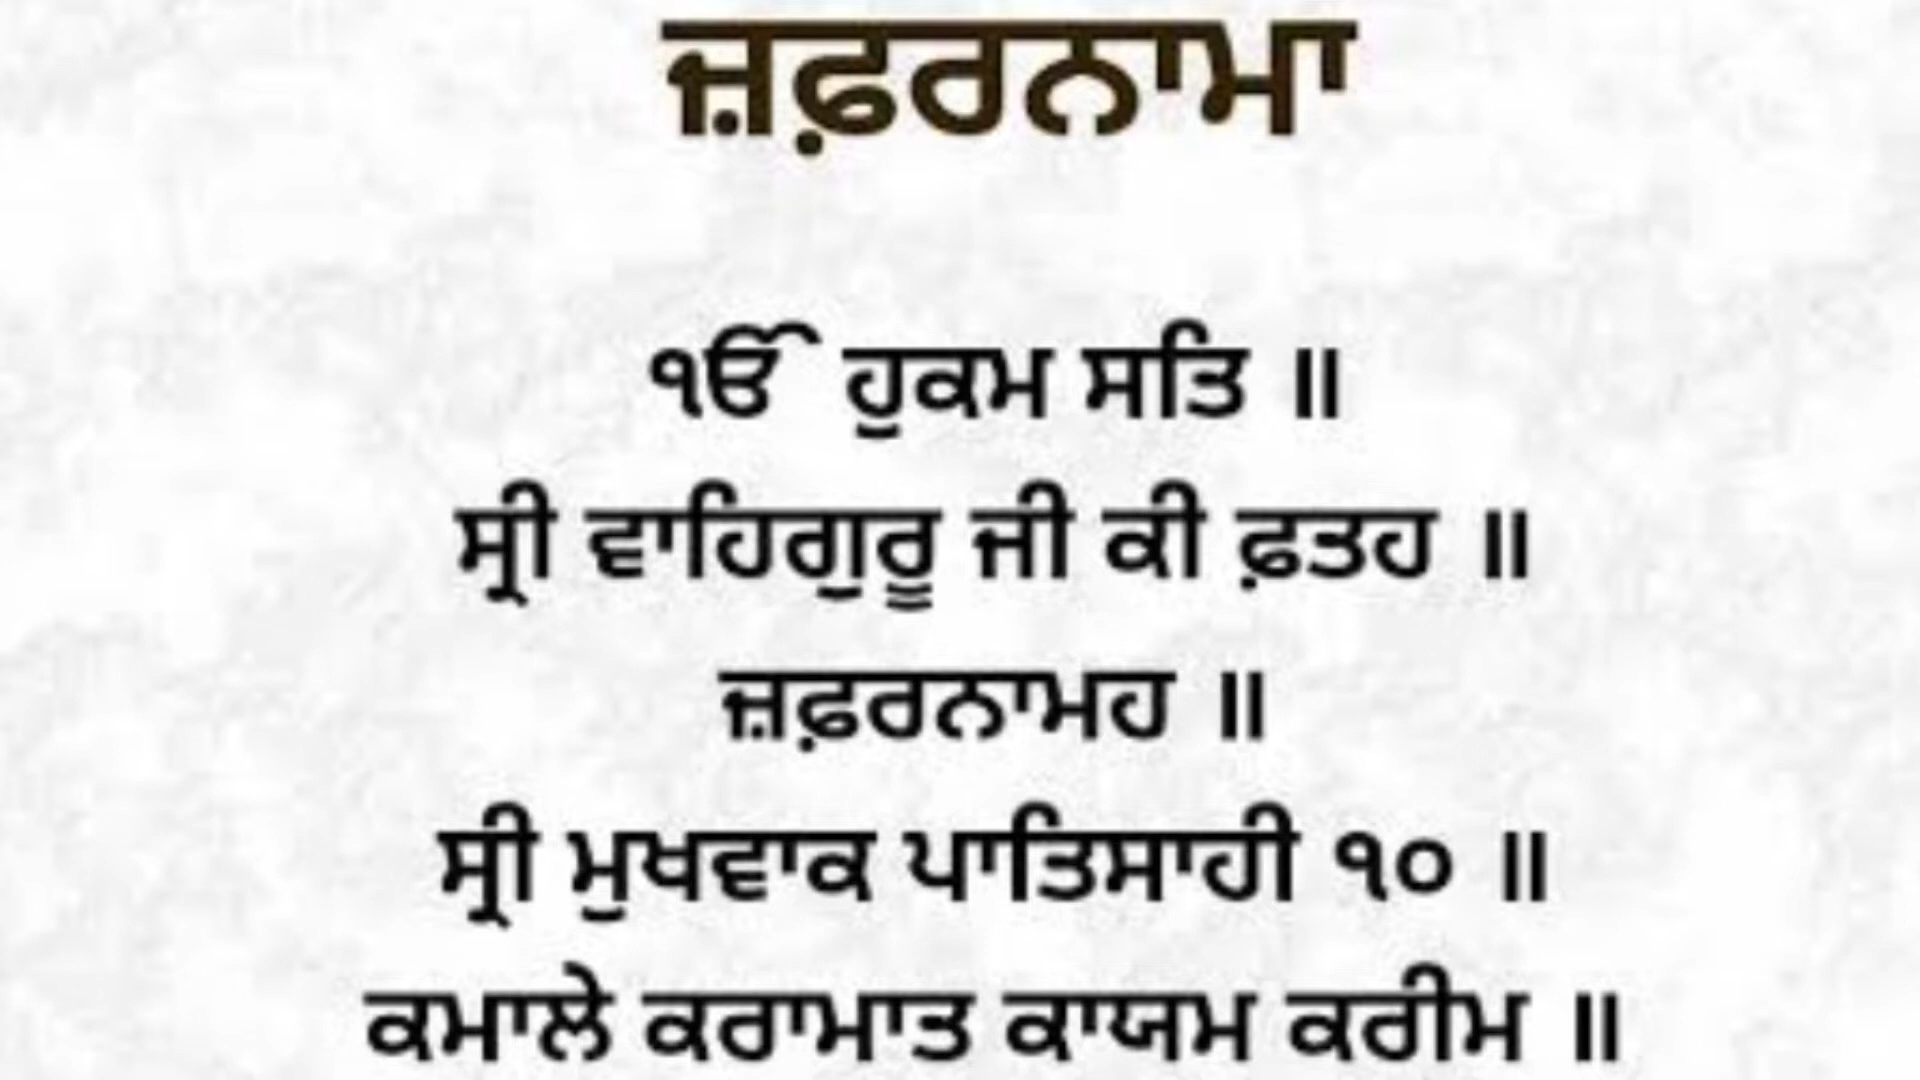 ਜ਼ਫ਼ਰਨਾਮਾ
ੴ ਹੁਕਮ ਸਤਿ ॥
ਸ੍ਰੀ ਵਾਹਿਗੁਰੂ ਜੀ ਕੀ ਫ਼ਤਹ ॥
ਜ਼ਫ਼ਰਨਾਮਹ ॥
ਸ੍ਰੀ ਮੁਖਵਾਕ ਪਾਤਿਸਾਹੀ ੧੦ ॥
ਕਮਾਲੇ ਕਰਾਮਾਤ ਕਾਯਮ ਕਰੀਮ ॥